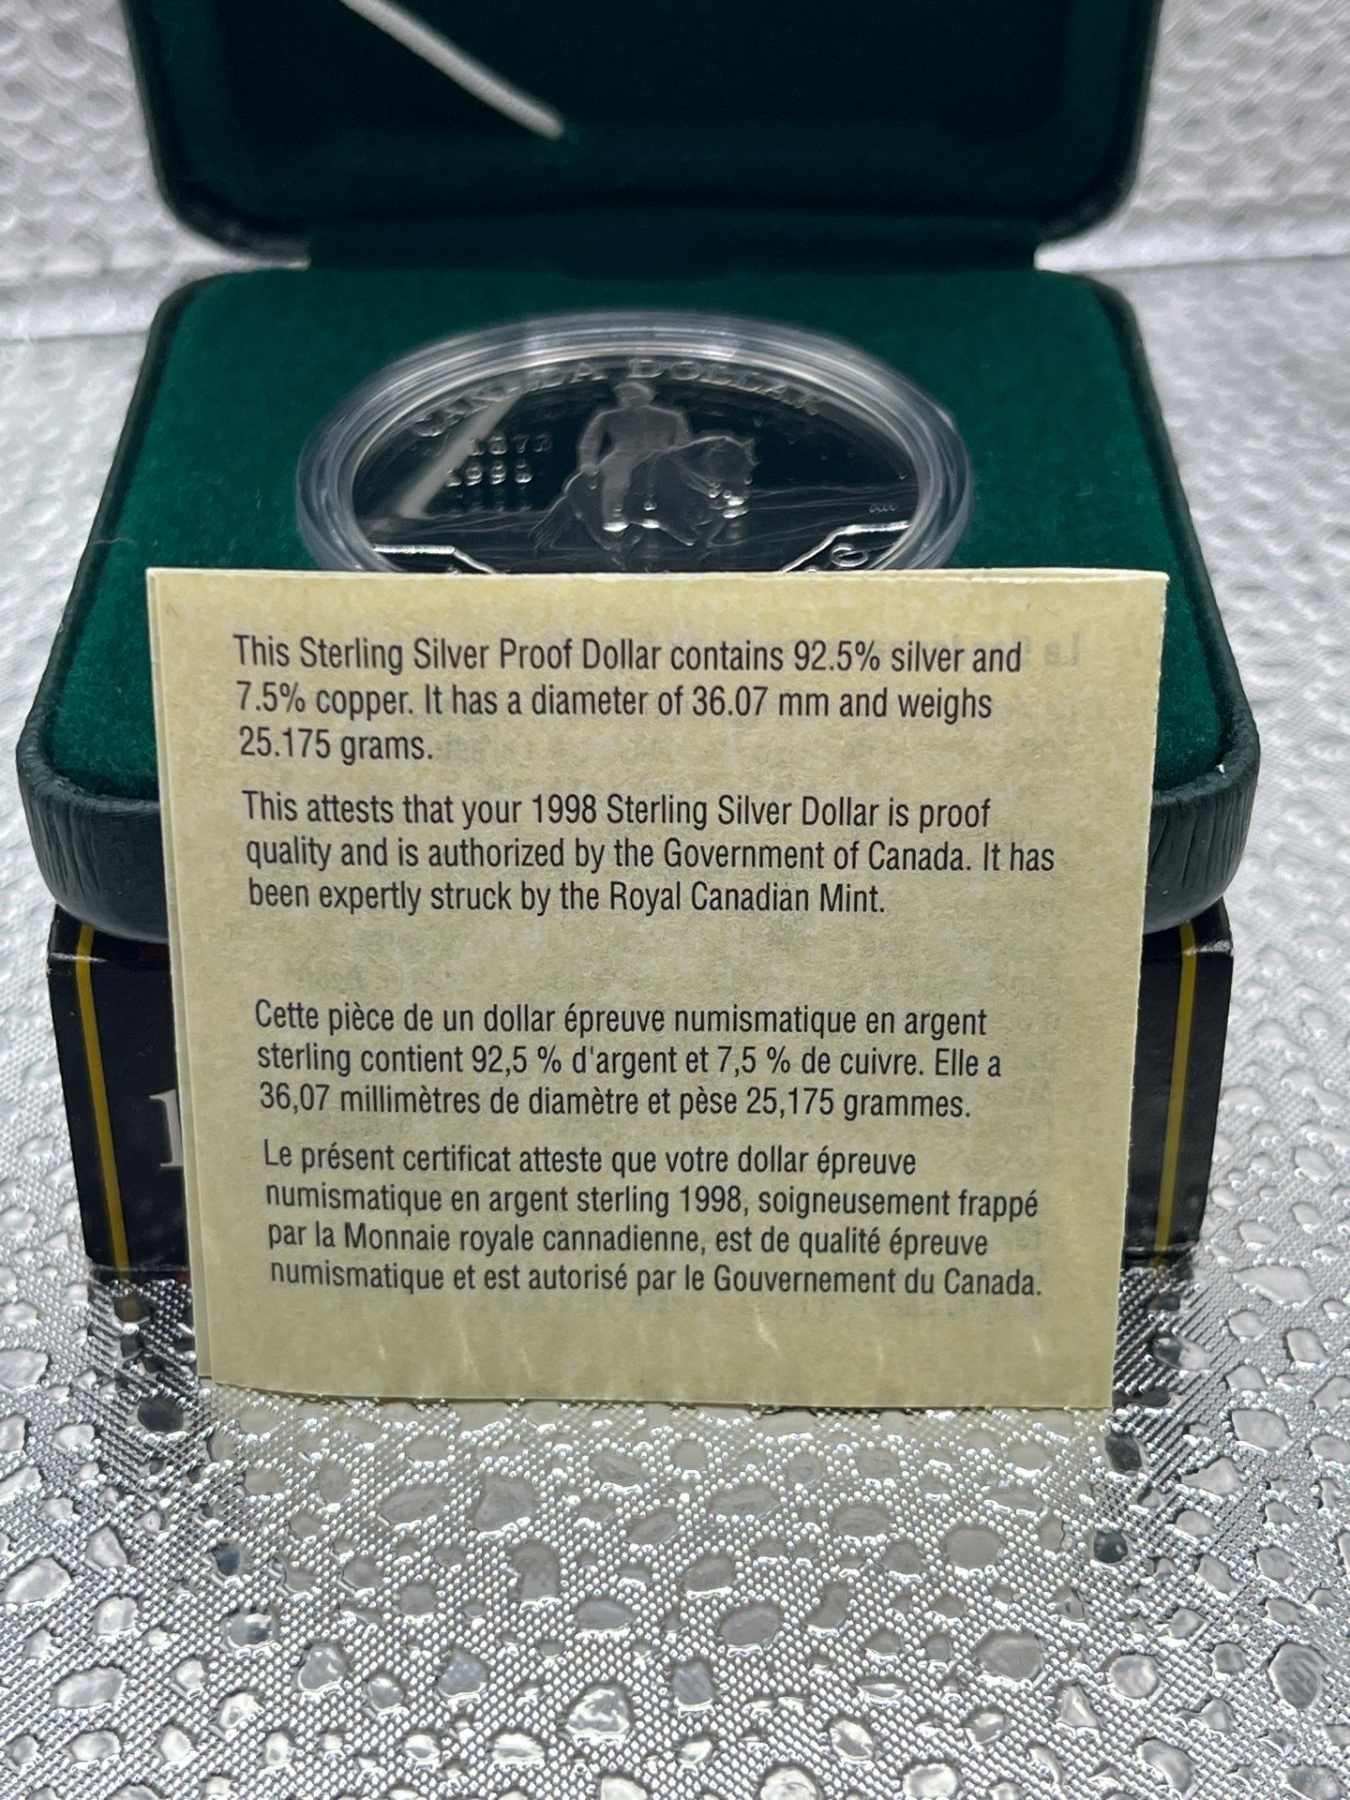 CANADA DOLLAR
1873
1998
This Sterling Silver Proof Dollar contains 92.5% silver and
7.5% copper. It has a diameter of 36.07 mm and weighs
25.175 grams.
This attests that your 1998 Sterling Silver Dollar is proof
quality and is authorized by the Government of Canada. It has
been expertly struck by the Royal Canadian Mint.
Cette pièce de un dollar épreuve numismatique en argent
sterling contient 92,5 % d'argent et 7,5 % de cuivre. Elle a
36,07 millimètres de diamètre et pèse 25,175 grammes.
Le présent certificat atteste que votre dollar épreuve
numismatique en argent sterling 1998, soigneusement frappé
par la Monnaie royale cannadienne, est de qualité épreuve
numismatique et est autorisé par le Gouvernement du Canada.